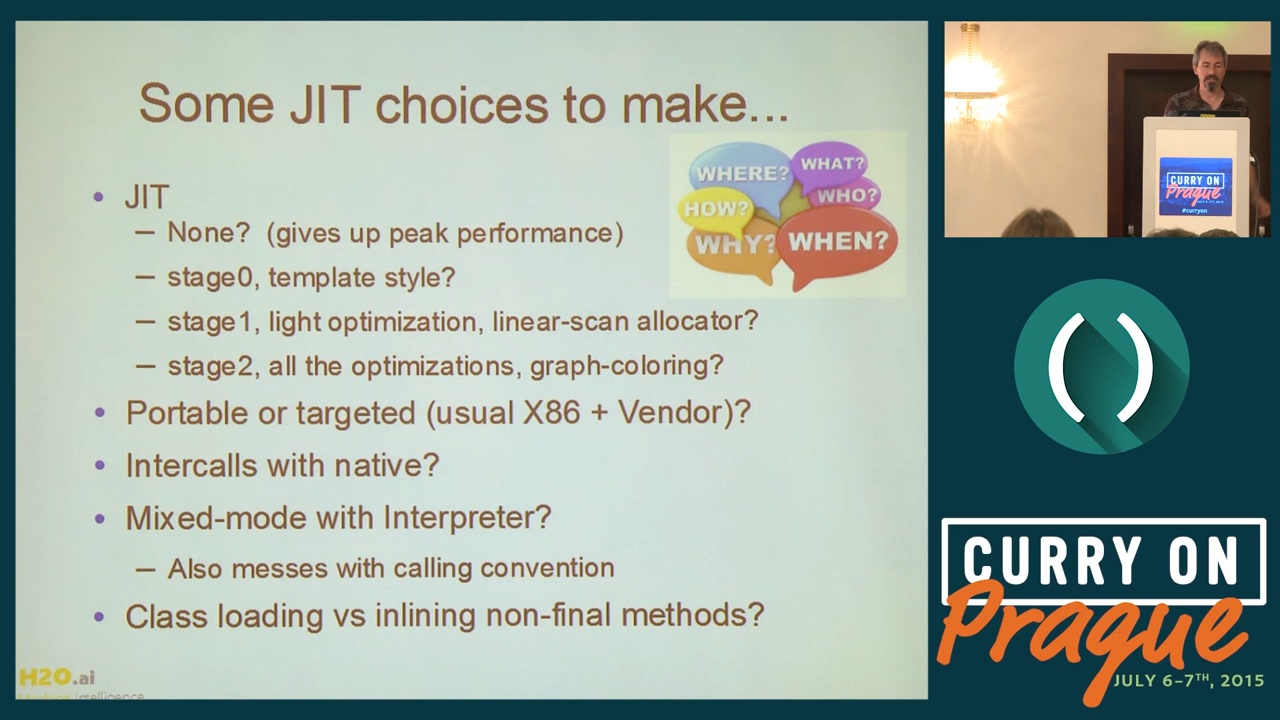 Some JIT choices to make...
WHERE?
WHAT?
HOW?
WHO?
WHY?
WHEN?
• JIT
– None? (gives up peak performance)
– stage0, template style?
– stage1, light optimization, linear-scan allocator?
– stage2, all the optimizations, graph-coloring?
• Portable or targeted (usual X86 + Vendor)?
• Intercalls with native?
• Mixed-mode with Interpreter?
– Also messes with calling convention
• Class loading vs inlining non-final methods?
H2O.ai
Machine Intelligence
CURRY ON
Prague
#curryon
( )
CURRY ON
Prague
JULY 6–7TH, 2015